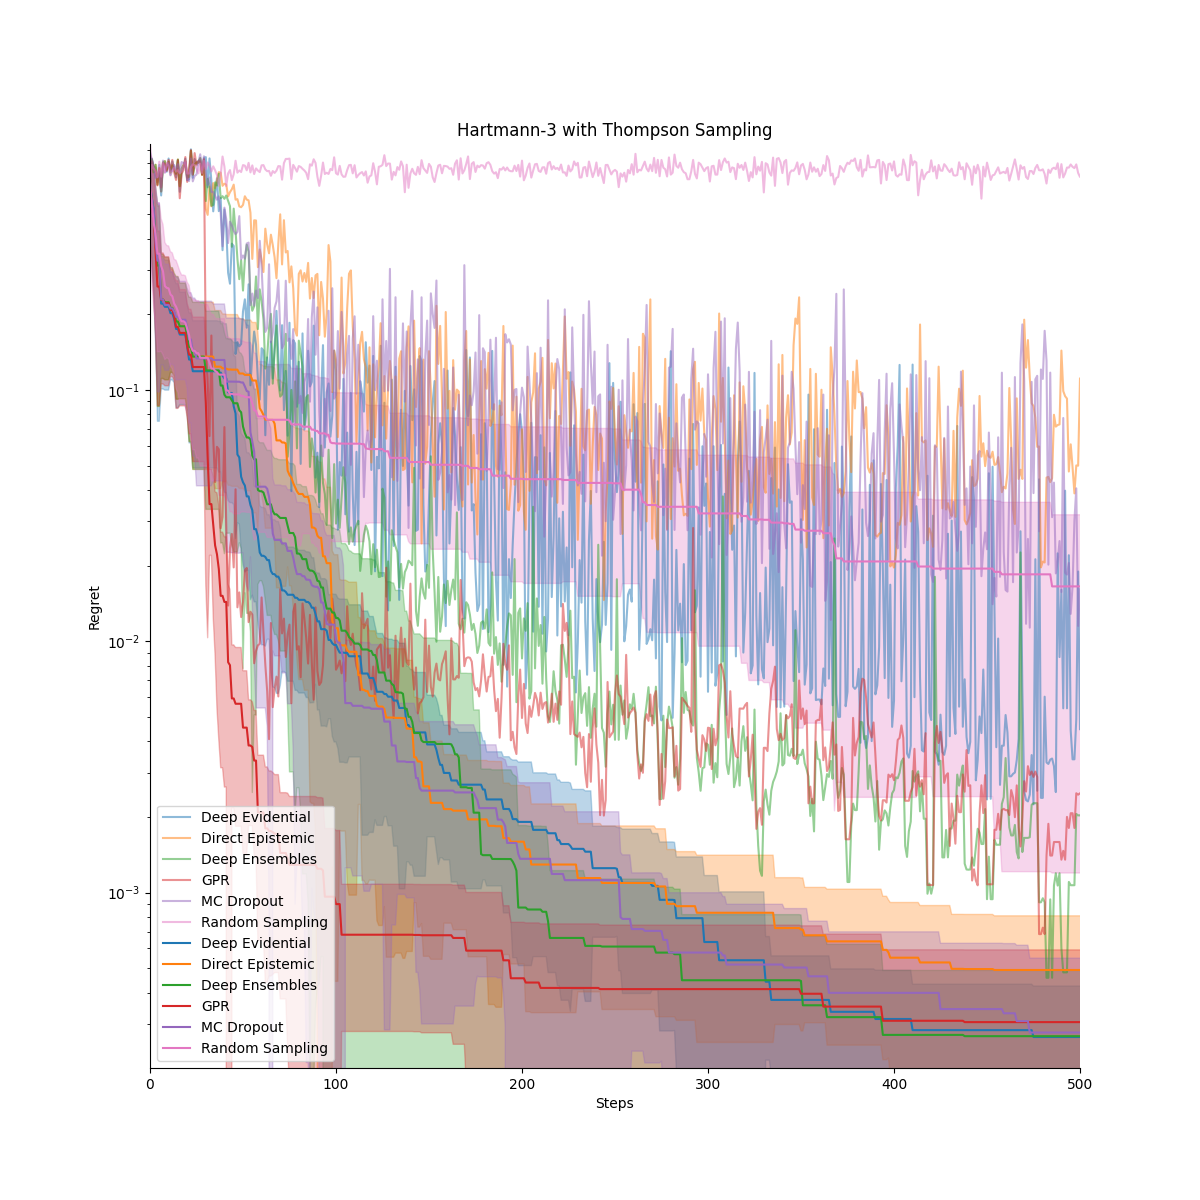 Hartmann-3 with Thompson Sampling
Regret
10⁻¹
10⁻²
10⁻³
Deep Evidential
Direct Epistemic
Deep Ensembles
GPR
MC Dropout
Random Sampling
Deep Evidential
Direct Epistemic
Deep Ensembles
GPR
MC Dropout
Random Sampling
0 100 200 300 400 500
Steps